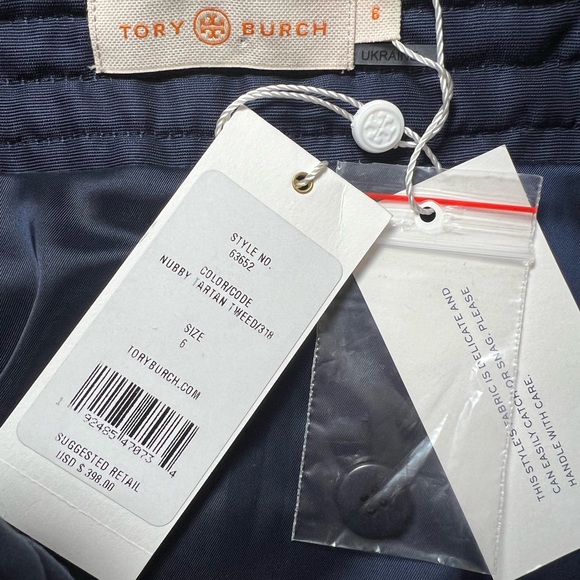 TORY BURCH
6
UKRAIN
STYLE NO.
63652
COLOR/CODE
NUBBY TARTAN TWEED/318
SIZE
6
TORYBURCH.COM
1 92485 47073 4
SUGGESTED RETAIL
USD $ 398.00
THIS STYLE'S FABRIC IS DELICATE AND
CAN EASILY CATCH OR SNAG. PLEASE
HANDLE WITH CARE.